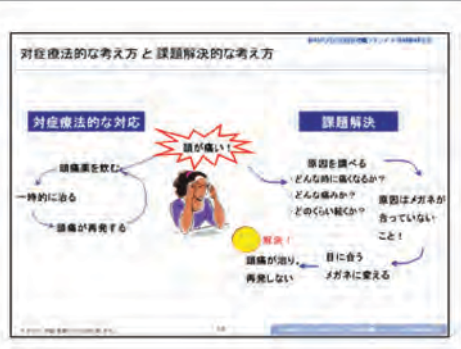 対症療法的な考え方 と 課題解決的な考え方
対症療法的な対応
頭が痛い!
頭痛薬を飲む
一時的に治る
頭痛が再発する
課題解決
原因を調べる
・どんな時に痛くなるか?
・どんな痛みか?
・どのくらい続くか?
原因はメガネが
合っていない
こと!
目に合う
メガネに変える
解決!
頭痛が治り、
再発しない